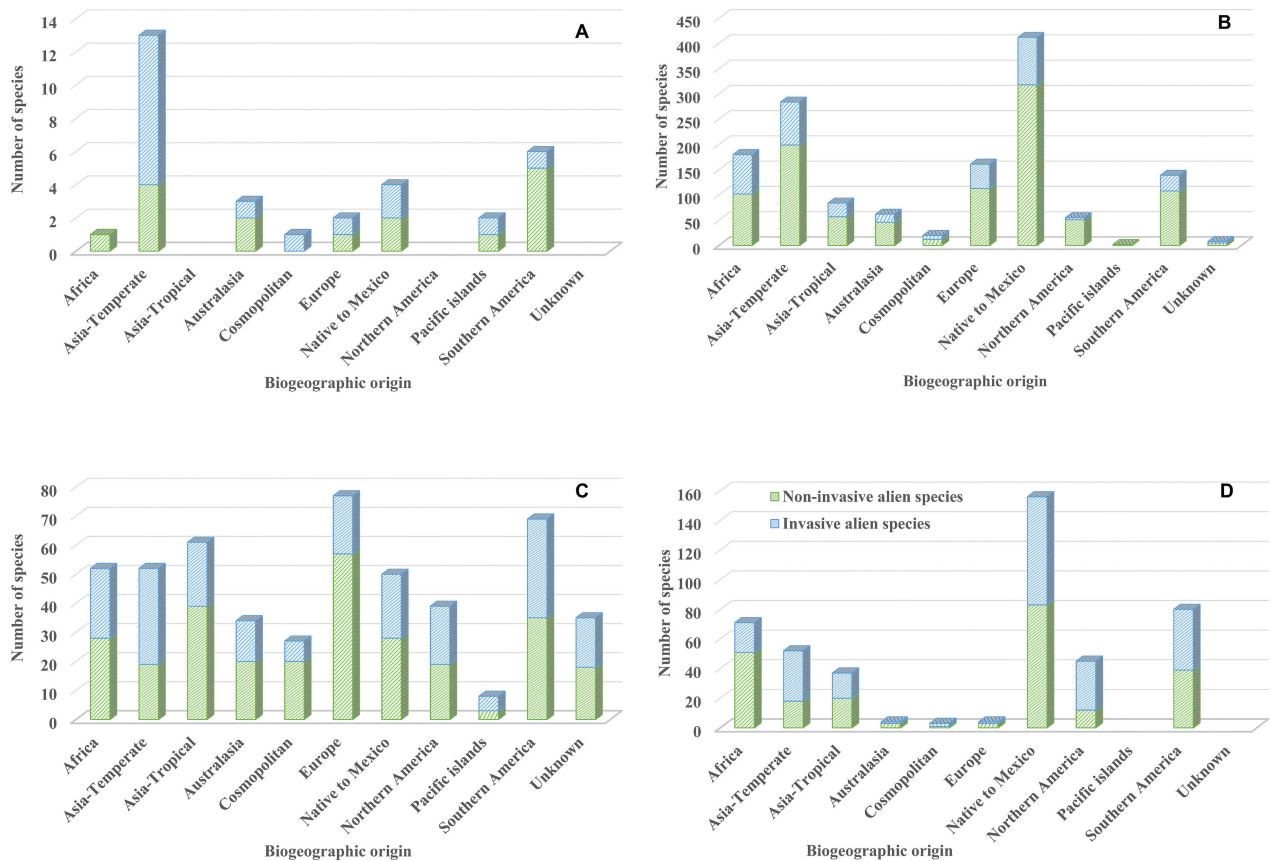 A
Number of species
14
12
10
8
6
4
2
0
Africa
Asia-Temperate
Asia-Tropical
Australasia
Cosmopolitan
Europe
Native to Mexico
Northern America
Pacific islands
Southern America
Unknown
Biogeographic origin
B
Number of species
450
400
350
300
250
200
150
100
50
0
Africa
Asia-Temperate
Asia-Tropical
Australasia
Cosmopolitan
Europe
Native to Mexico
Northern America
Pacific islands
Southern America
Unknown
Biogeographic origin
C
Number of species
80
70
60
50
40
30
20
10
0
Africa
Asia-Temperate
Asia-Tropical
Australasia
Cosmopolitan
Europe
Native to Mexico
Northern America
Pacific islands
Southern America
Unknown
Biogeographic origin
D
Non-invasive alien species
Invasive alien species
Number of species
160
140
120
100
80
60
40
20
0
Africa
Asia-Temperate
Asia-Tropical
Australasia
Cosmopolitan
Europe
Native to Mexico
Northern America
Pacific islands
Southern America
Unknown
Biogeographic origin